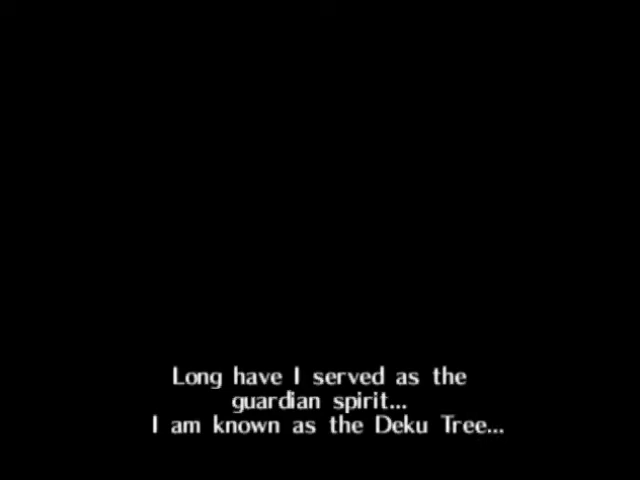 Long have I served as the
guardian spirit...
I am known as the Deku Tree...